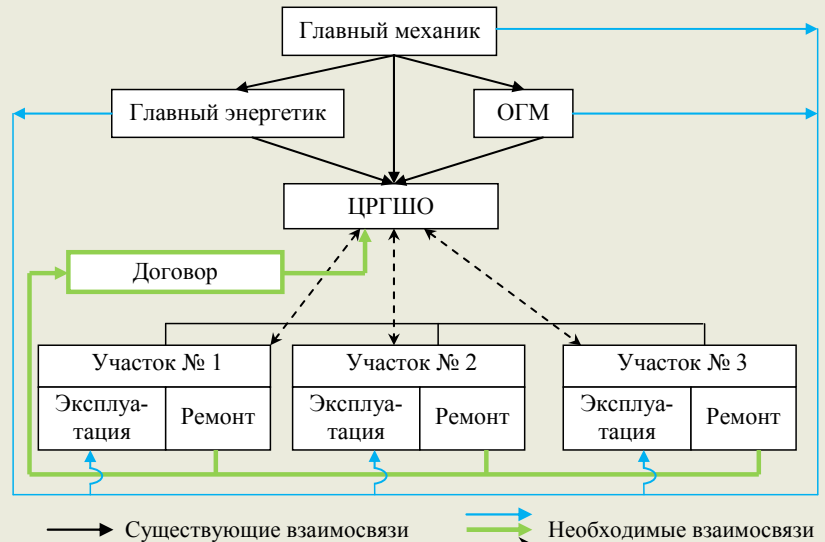 Главный механик
Главный энергетик
ОГМ
ЦРГШО
Договор
Участок № 1
Участок № 2
Участок № 3
Эксплуа-
тация
Ремонт
Эксплуа-
тация
Ремонт
Эксплуа-
тация
Ремонт
Существующие взаимосвязи
Необходимые взаимосвязи